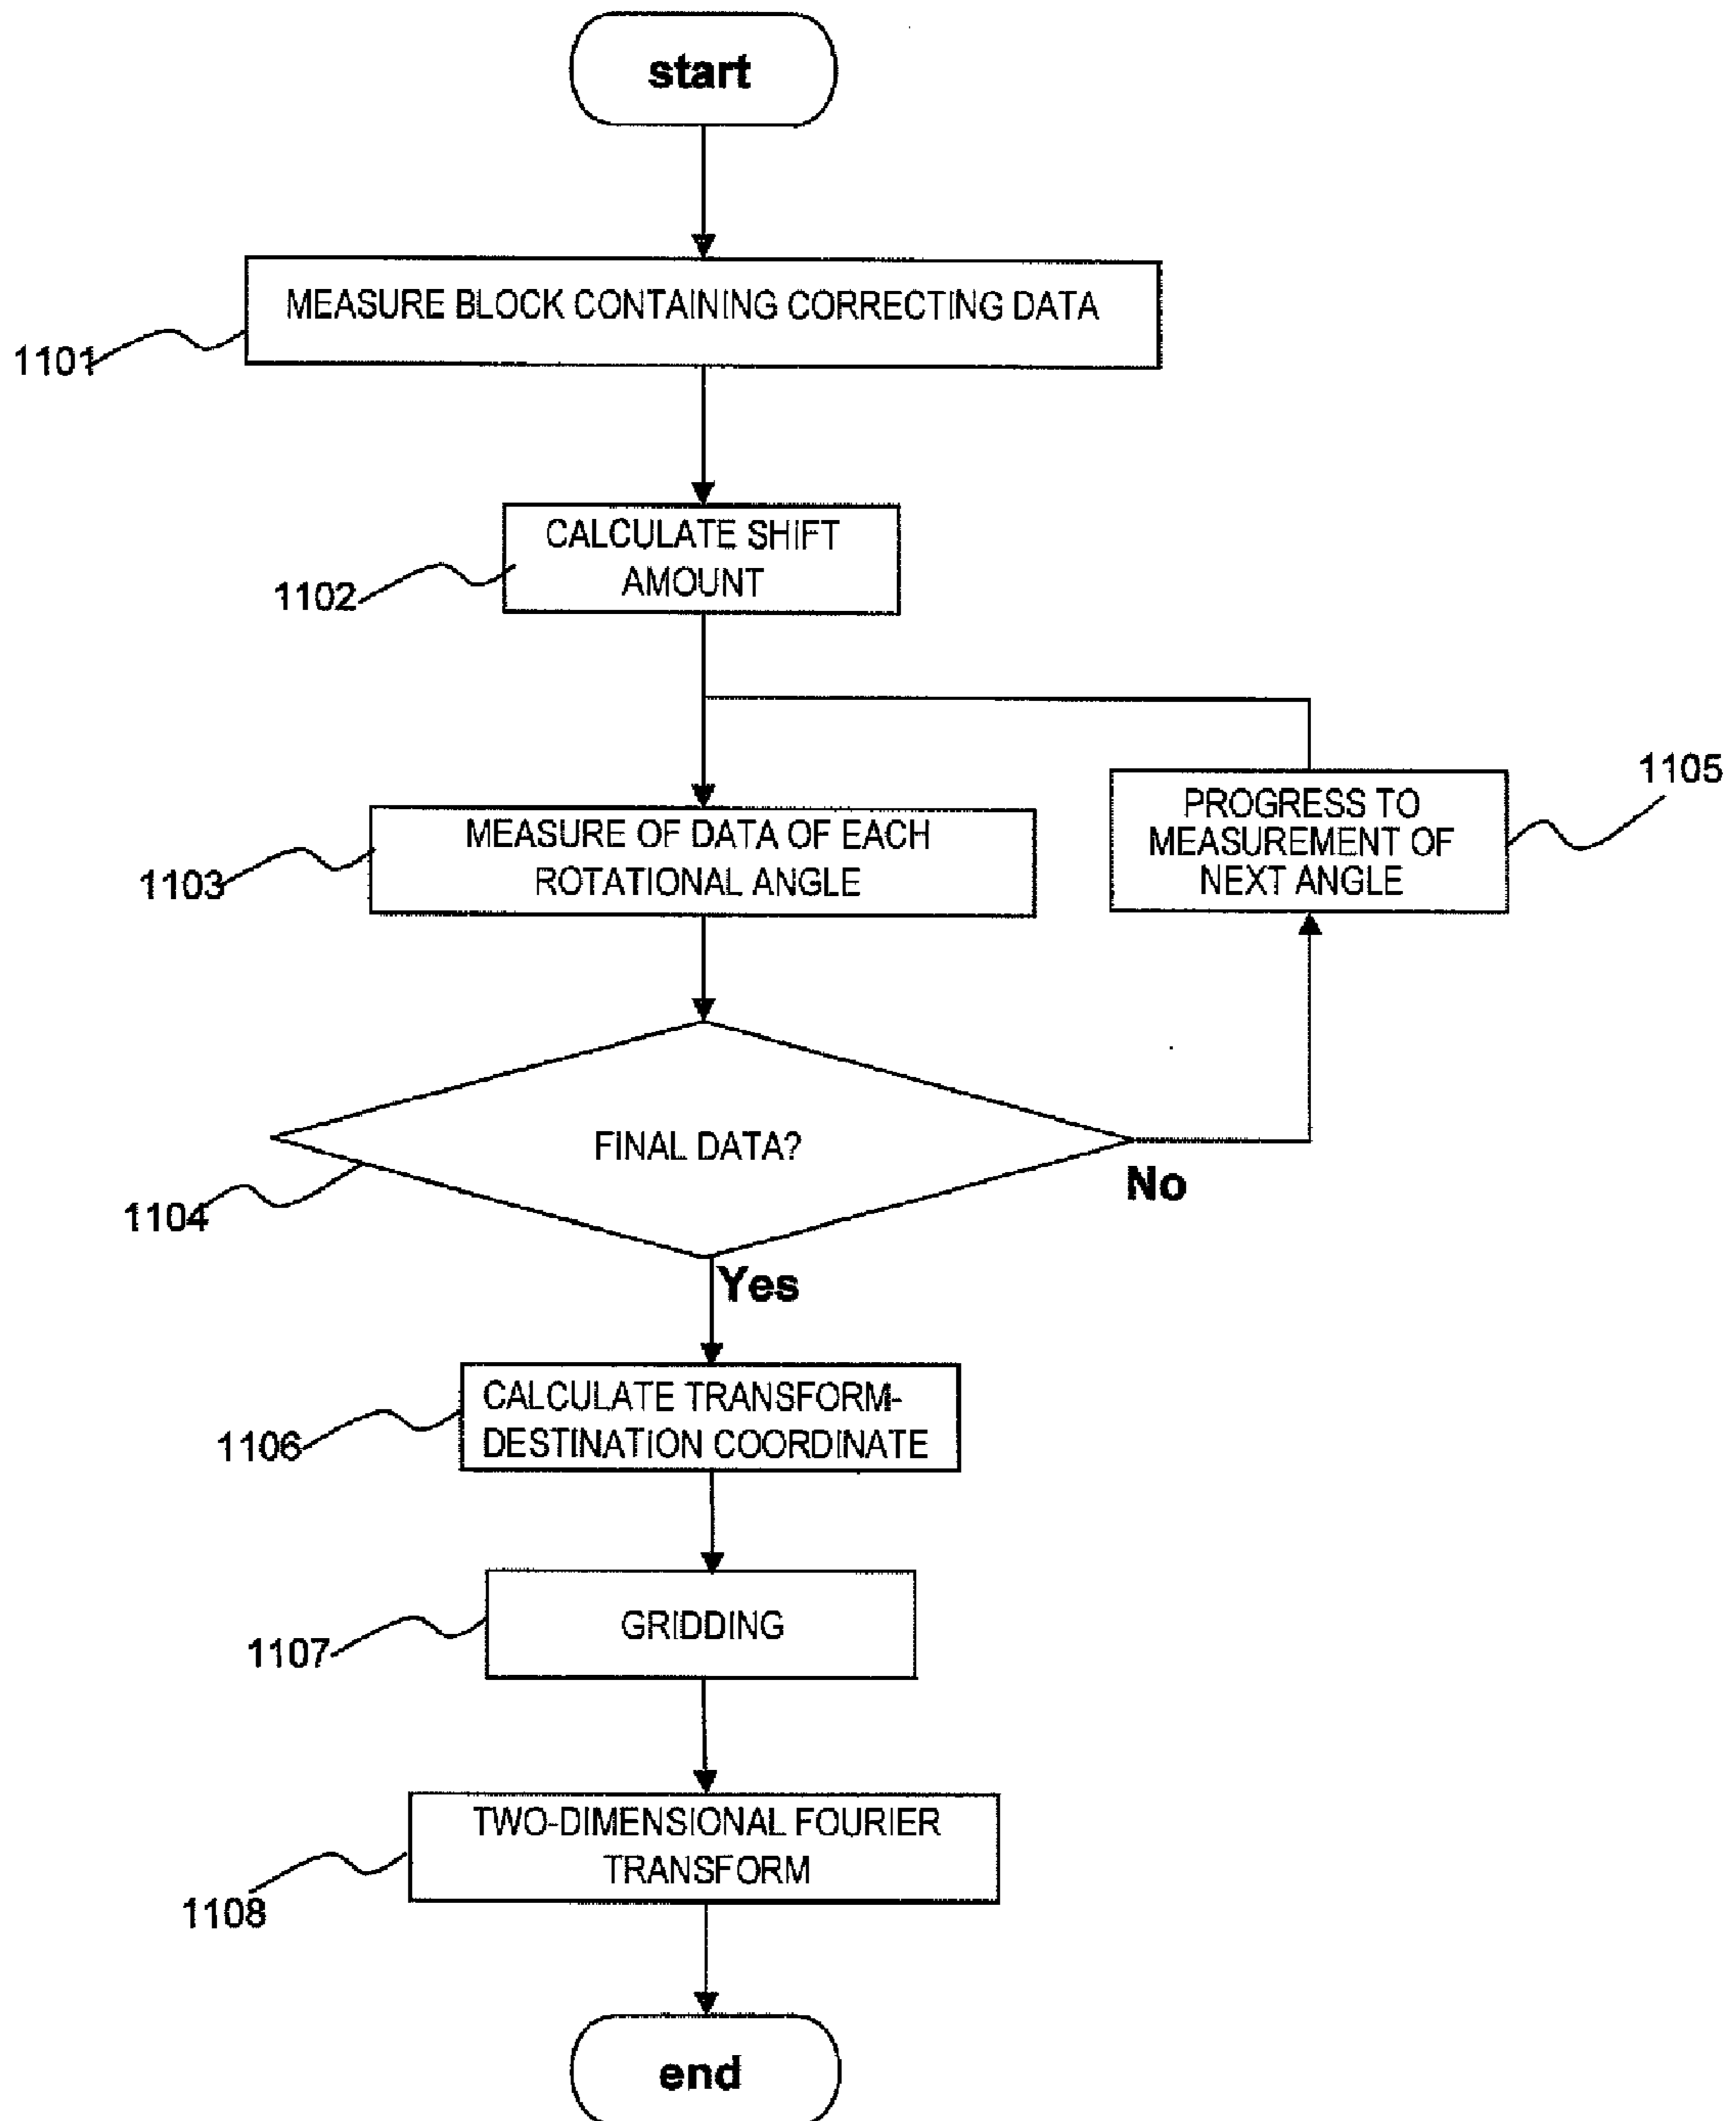 start
MEASURE BLOCK CONTAINING CORRECTING DATA
1101
CALCULATE SHIFT
AMOUNT
1102
MEASURE OF DATA OF EACH
ROTATIONAL ANGLE
1103
PROGRESS TO
MEASUREMENT OF
NEXT ANGLE
1105
FINAL DATA?
No
1104
Yes
CALCULATE TRANSFORM-
DESTINATION COORDINATE
1106
GRIDDING
1107
TWO-DIMENSIONAL FOURIER
TRANSFORM
1108
end